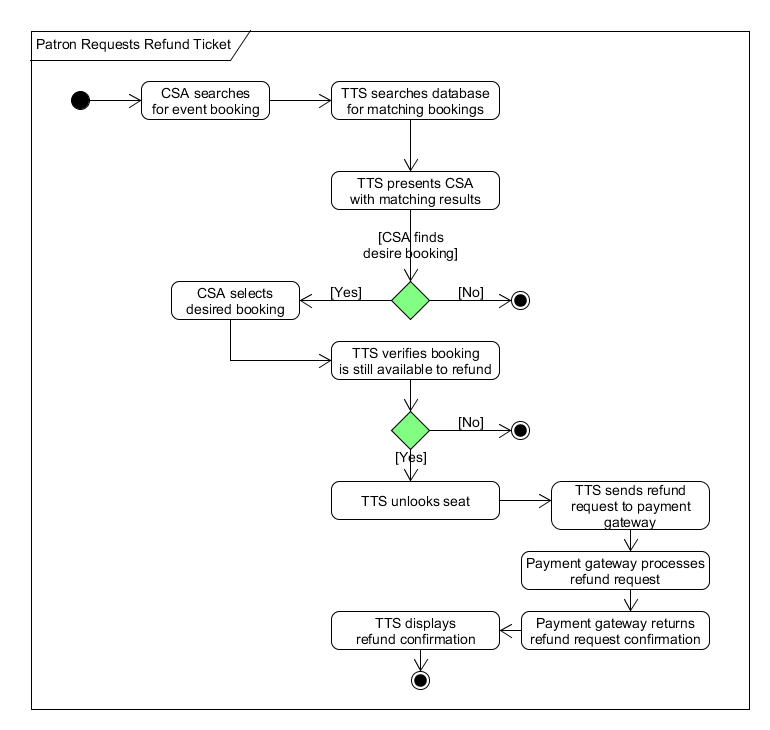 Patron Requests Refund Ticket
CSA searches
for event booking
TTS searches database
for matching bookings
TTS presents CSA
with matching results
[CSA finds
desire booking]
[Yes]
[No]
CSA selects
desired booking
TTS verifies booking
is still available to refund
[No]
[Yes]
TTS unlooks seat
TTS sends refund
request to payment
gateway
Payment gateway processes
refund request
Payment gateway returns
refund request confirmation
TTS displays
refund confirmation